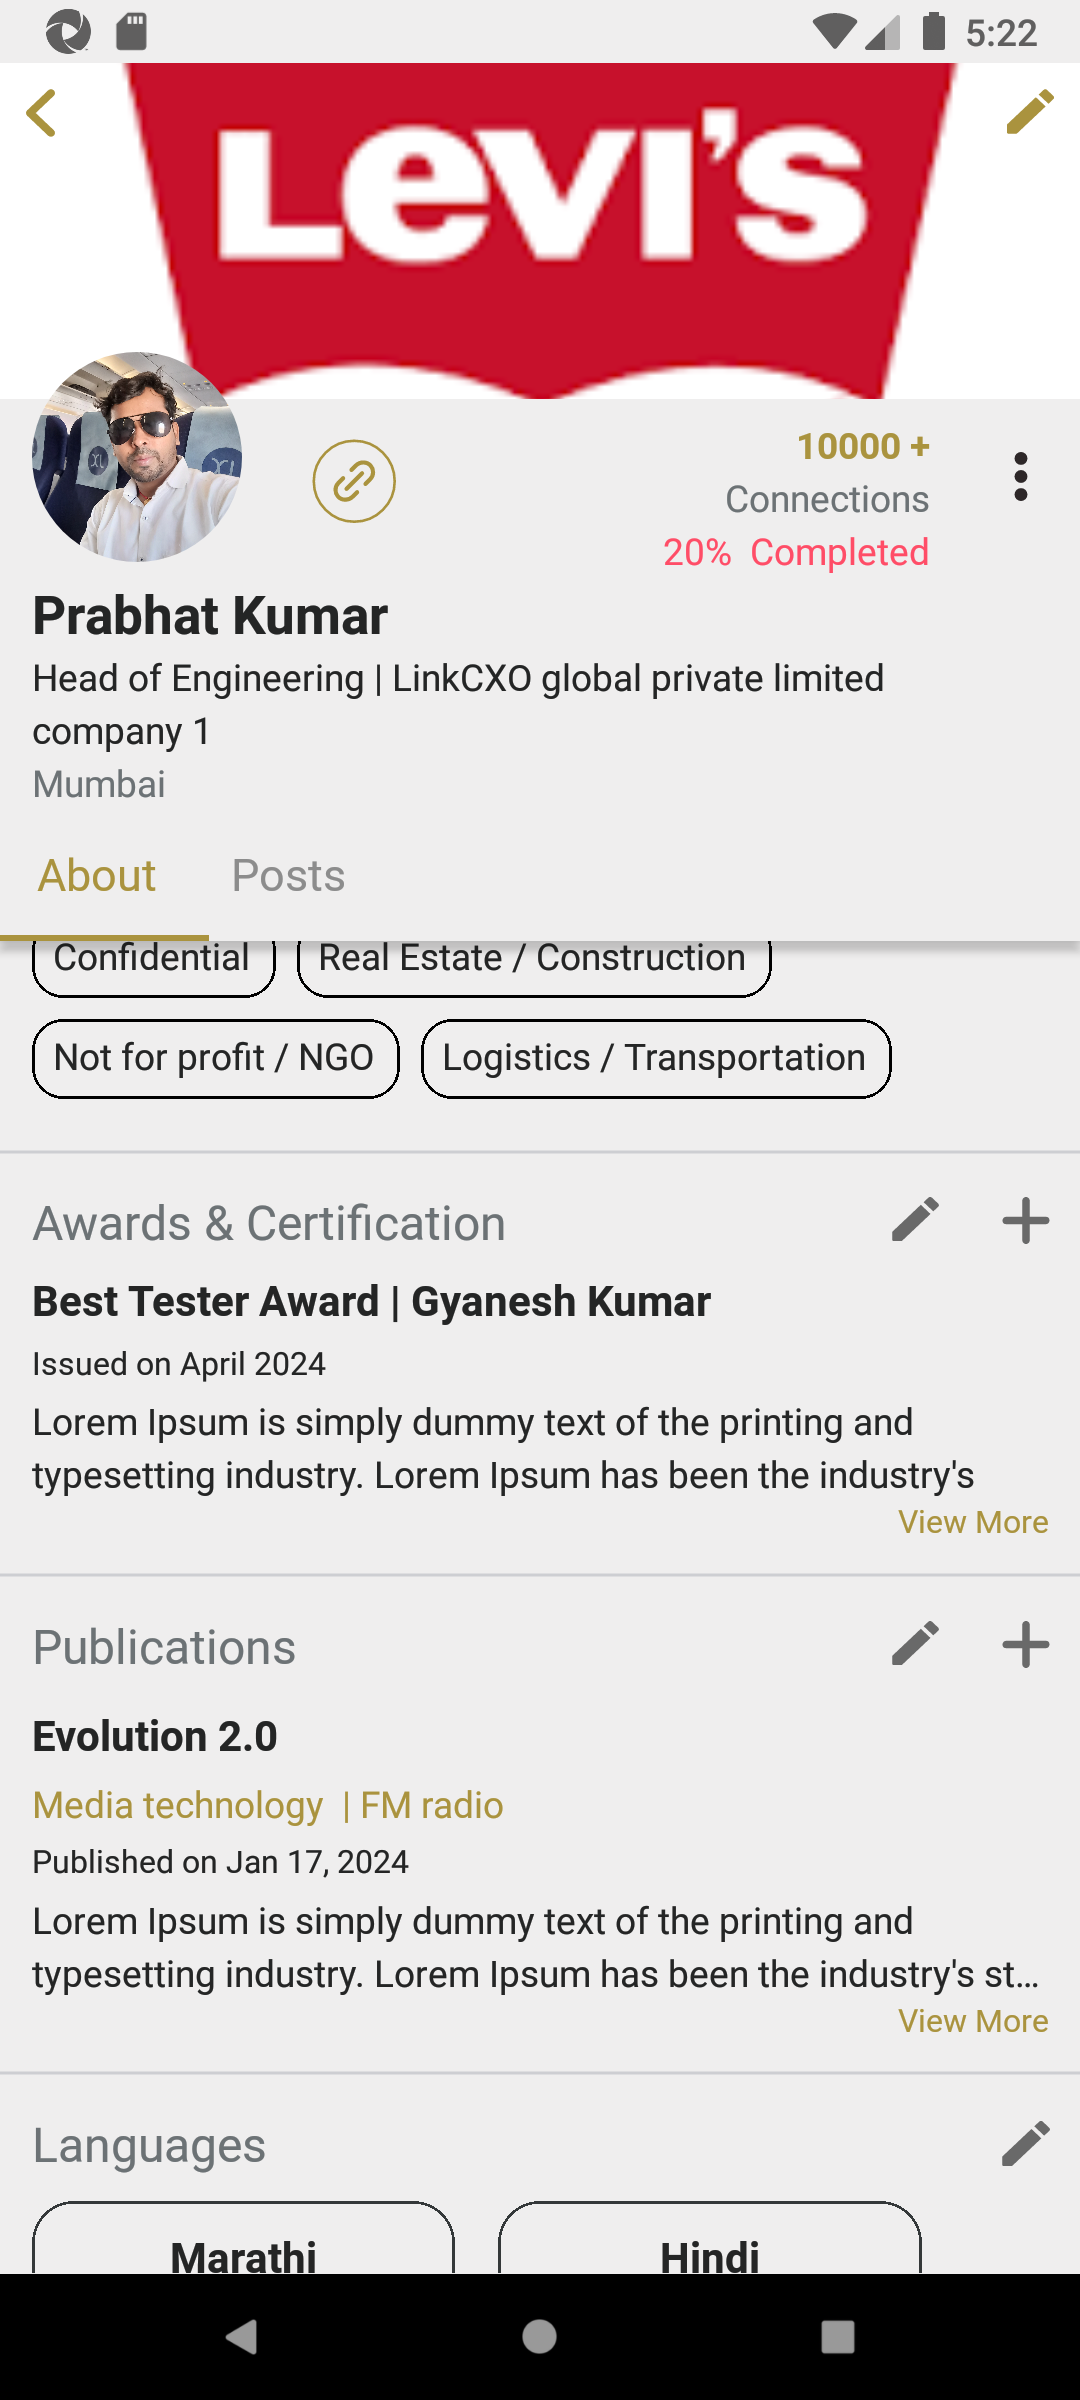 5:22
Levi's
10000 +
Connections
20% Completed
Prabhat Kumar
Head of Engineering | LinkCXO global private limited
company 1
Mumbai
About Posts
Confidential Real Estate / Construction
Not for profit / NGO Logistics / Transportation
Awards & Certification
Best Tester Award | Gyanesh Kumar
Issued on April 2024
Lorem Ipsum is simply dummy text of the printing and
typesetting industry. Lorem Ipsum has been the industry's
View More
Publications
Evolution 2.0
Media technology | FM radio
Published on Jan 17, 2024
Lorem Ipsum is simply dummy text of the printing and
typesetting industry. Lorem Ipsum has been the industry's st...
View More
Languages
Marathi Hindi